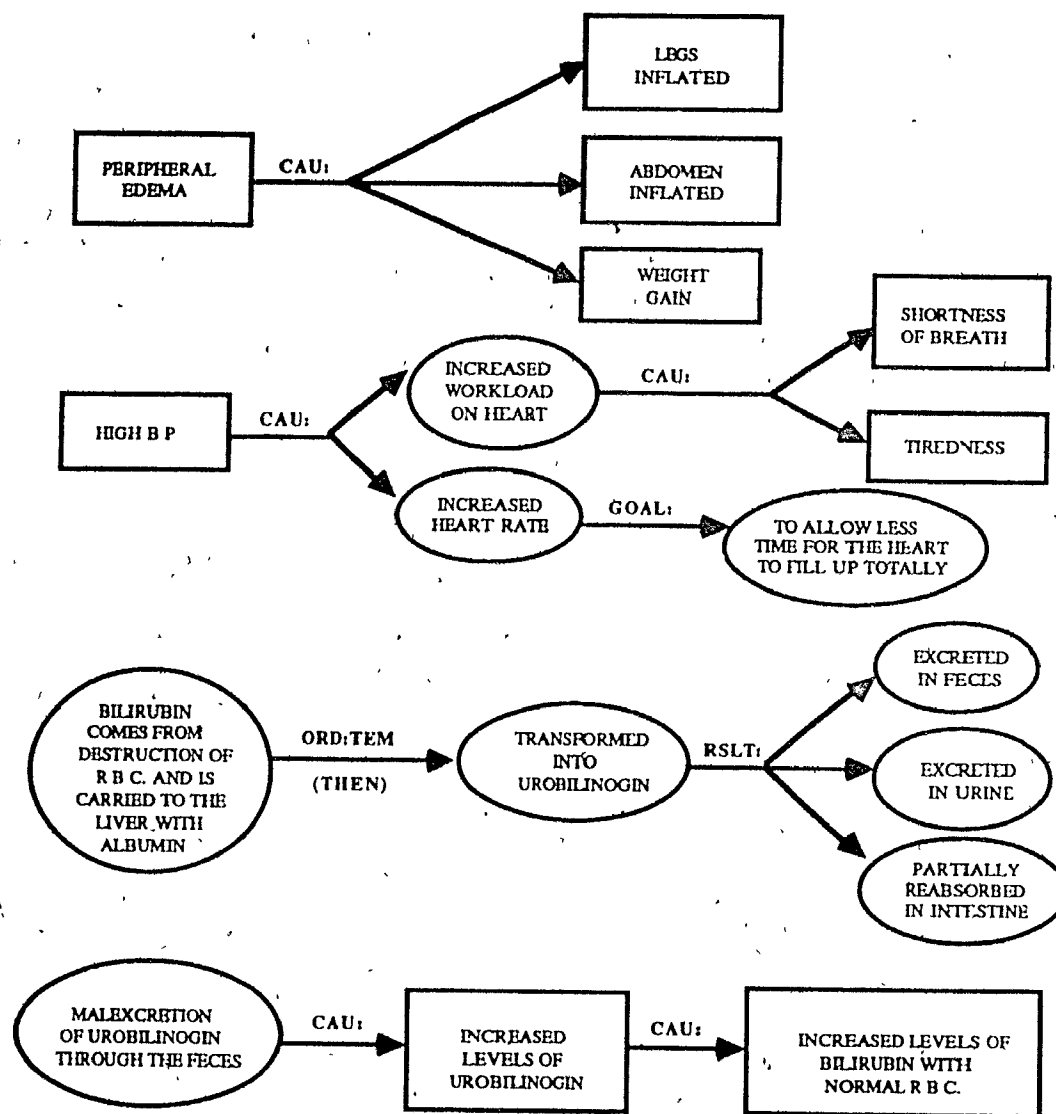 LEGS
INFLATED
PERIPHERAL
EDEMA
CAU:
ABDOMEN
INFLATED
WEIGHT
GAIN
SHORTNESS
OF BREATH
INCREASED
WORKLOAD
ON HEART
CAU:
HIGH B P
CAU:
TIREDNESS
INCREASED
HEART RATE
GOAL:
TO ALLOW LESS
TIME FOR THE HEART
TO FILL UP TOTALLY
EXCRETED
IN FECES
BILIRUBIN
COMES FROM
DESTRUCTION OF
R B C. AND IS
CARRIED TO THE
LIVER WITH
ALBUMIN
ORD:TEM
(THEN)
TRANSFORMED
INTO
UROBILINOGIN
RSLT:
EXCRETED
IN URINE
PARTIALLY
REABSORBED
IN INTESTINE
MALEXCRETION
OF UROBILINOGIN
THROUGH THE FECES
CAU:
INCREASED
LEVELS OF
UROBILINOGIN
CAU:
INCREASED LEVELS OF
BILIRUBIN WITH
NORMAL R B C.